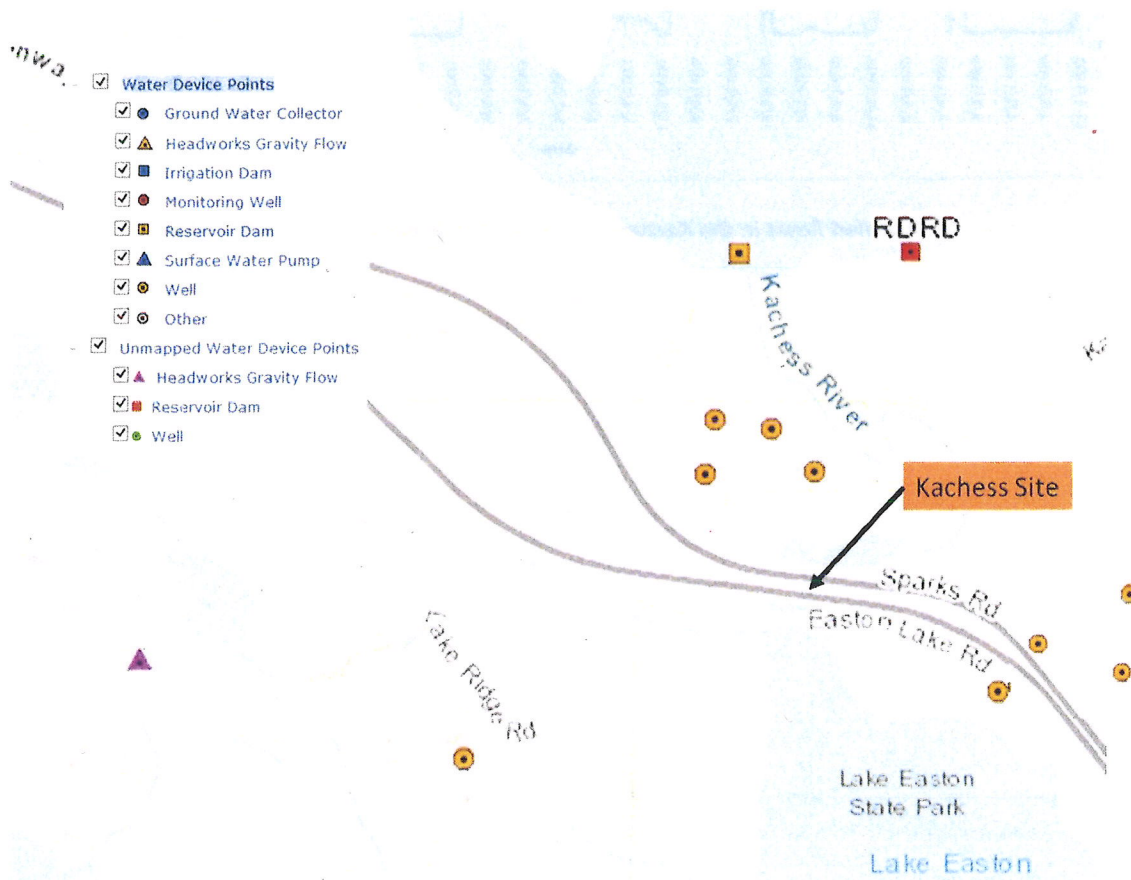 Water Device Points
Ground Water Collector
Headworks Gravity Flow
Irrigation Dam
Monitoring Well
Reservoir Dam
Surface Water Pump
Well
Other
Unmapped Water Device Points
Headworks Gravity Flow
Reservoir Dam
Well
RDRD
Kachess River
Kachess Site
Sparks Rd
Easton Lake Rd
Lake Ridge Rd
Lake Easton
State Park
Lake Easton